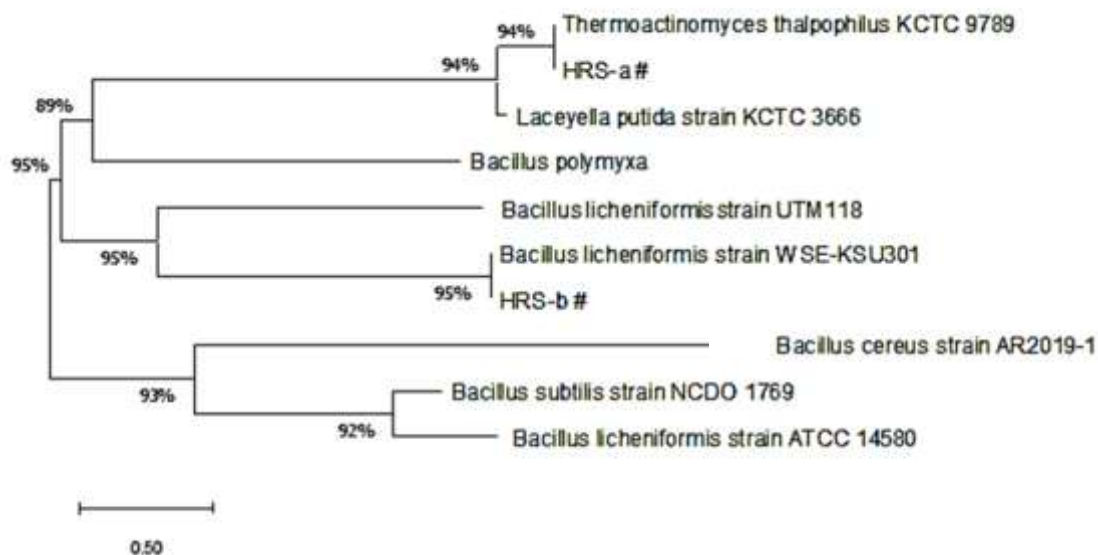 94%
Thermoactinomyces thalpophilus KCTC 9789
94%
HRS-a #
89%
Laceyella putida strain KCTC 3666
95%
Bacillus polymyxa
Bacillus licheniformis strain UTM118
95%
Bacillus licheniformis strain WSE-KSU301
95%
HRS-b #
Bacillus cereus strain AR2019-1
93%
Bacillus subtilis strain NCDO 1769
92%
Bacillus licheniformis strain ATCC 14580
0.50